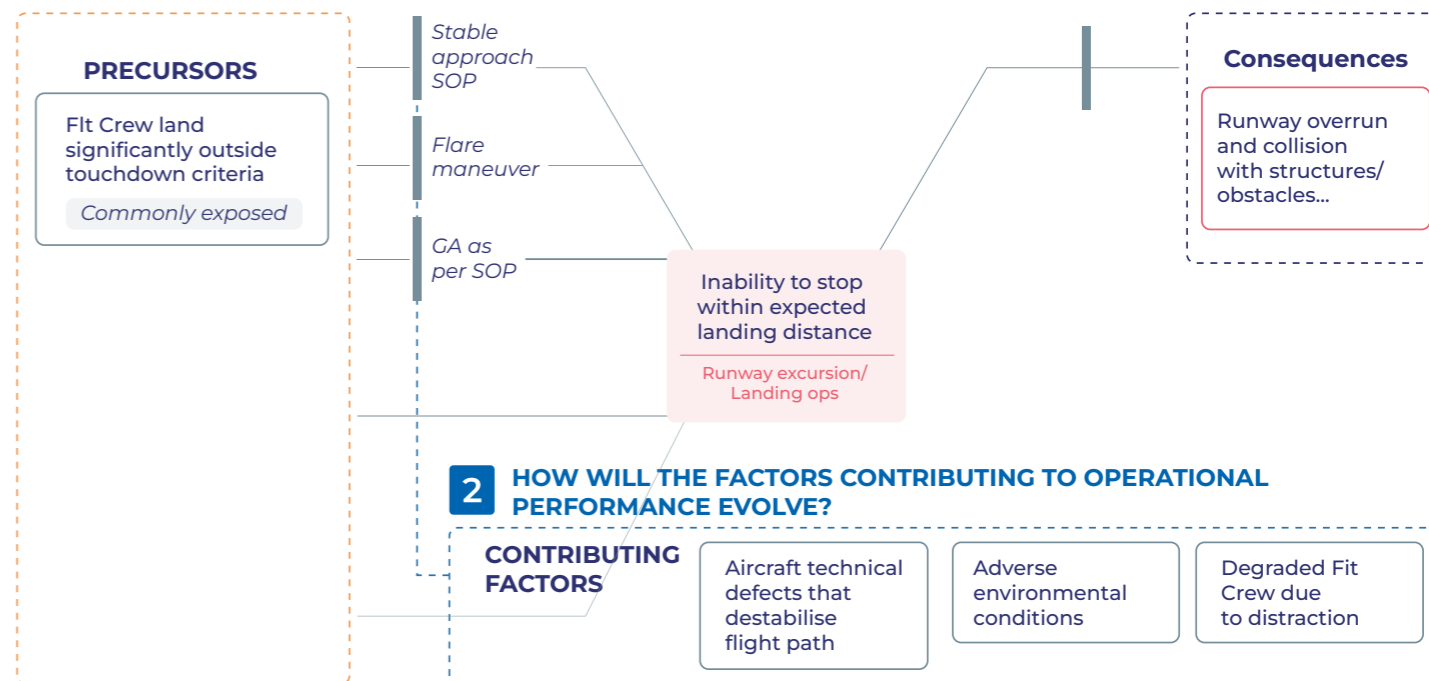 PRECURSORS
Flt Crew land
significantly outside
touchdown criteria
Commonly exposed
Stable
approach
SOP
Flare
maneuver
GA as
per SOP
Inability to stop
within expected
landing distance
Runway excursion/
Landing ops
Consequences
Runway overrun
and collision
with structures/
obstacles...
2
HOW WILL THE FACTORS CONTRIBUTING TO OPERATIONAL
PERFORMANCE EVOLVE?
CONTRIBUTING
FACTORS
Aircraft technical
defects that
destabilise
flight path
Adverse
environmental
conditions
Degraded Fit
Crew due
to distraction